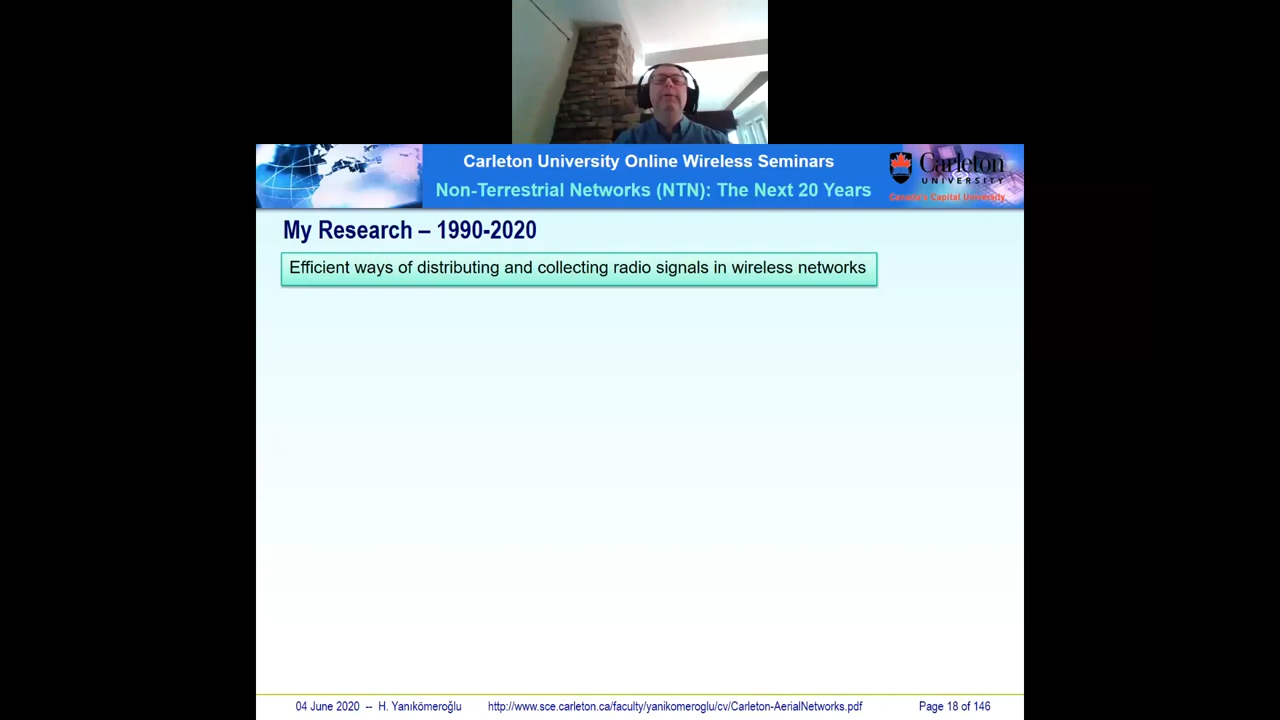 Carleton University Online Wireless Seminars
Non-Terrestrial Networks (NTN): The Next 20 Years
Carleton
UNIVERSITY
Canada's Capital University
My Research – 1990-2020
Efficient ways of distributing and collecting radio signals in wireless networks
04 June 2020 -- H. Yanıkömeroğlu http://www.sce.carleton.ca/faculty/yanikomeroglu/cv/Carleton-AerialNetworks.pdf Page 18 of 146